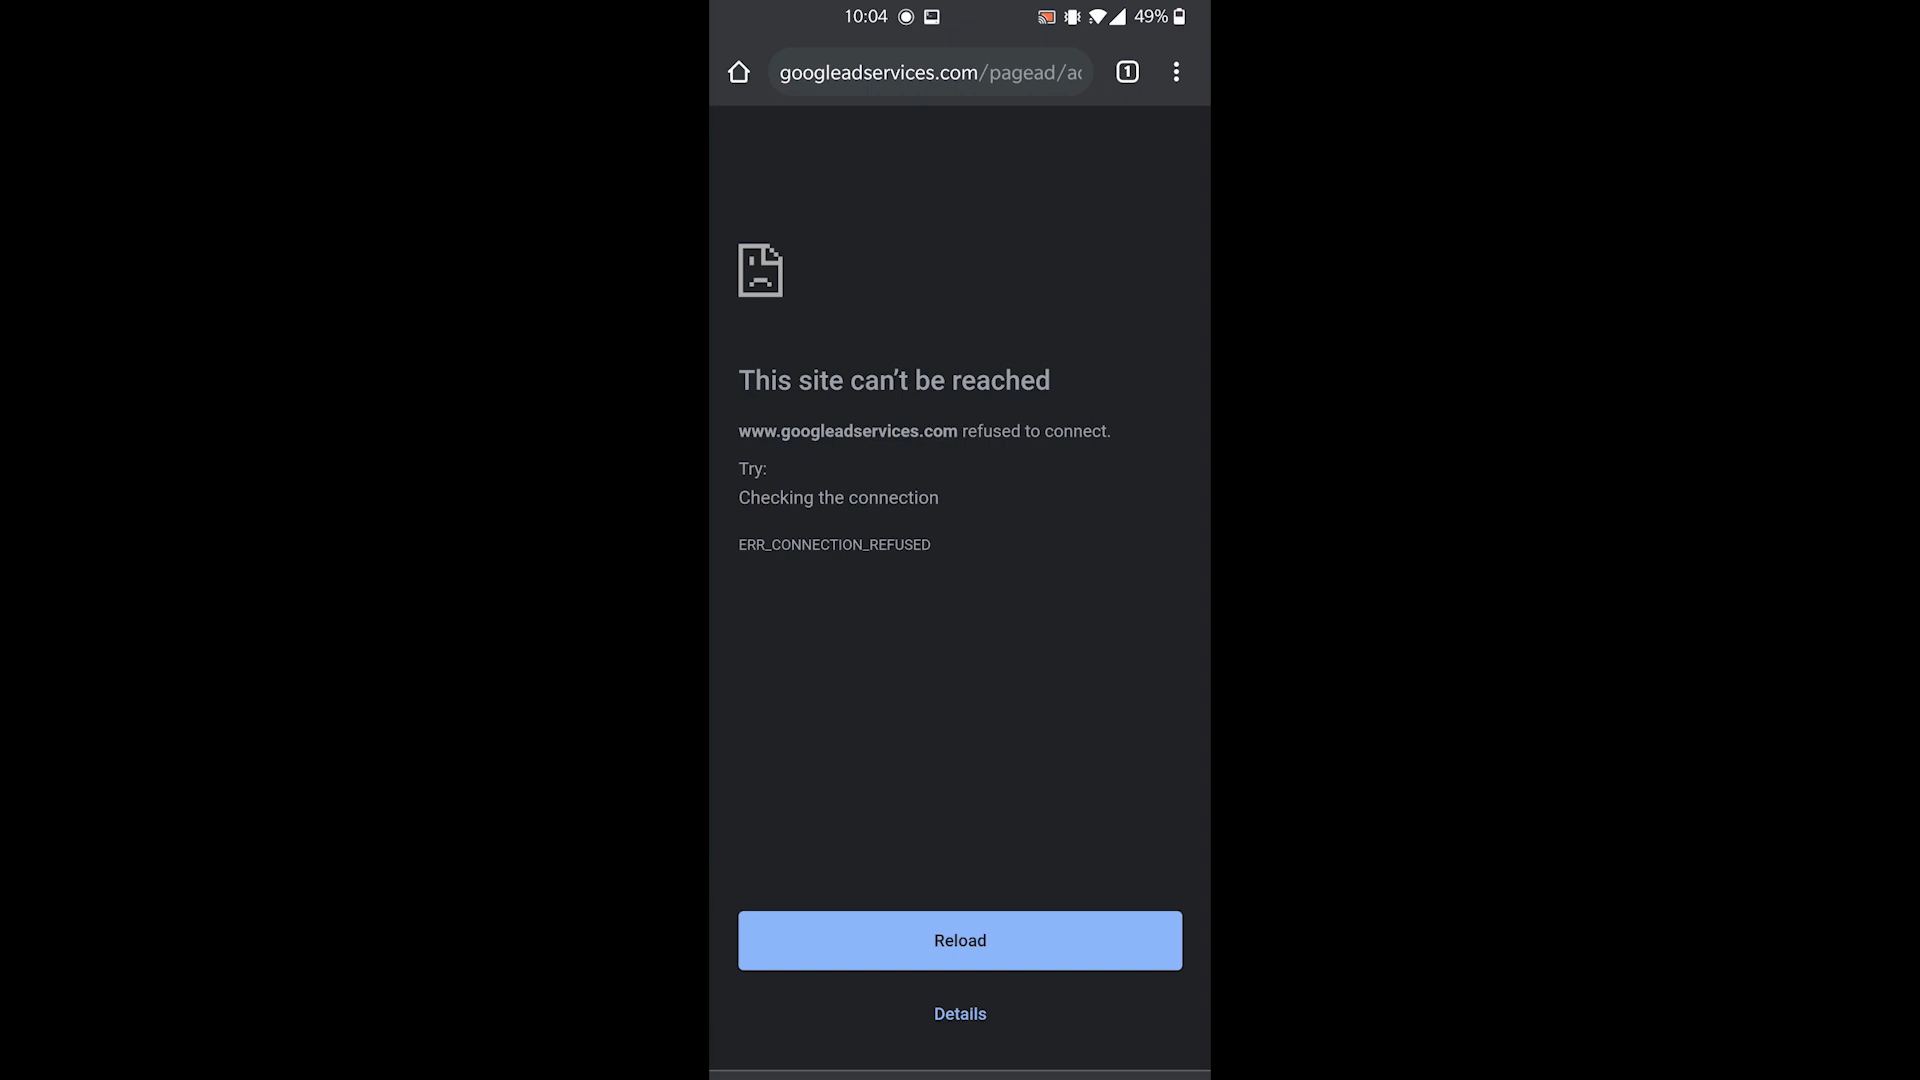 10:04
49%
googleadservices.com/pagead/ac
1
This site can’t be reached
www.googleadservices.com refused to connect.
Try:
Checking the connection
ERR_CONNECTION_REFUSED
Reload
Details